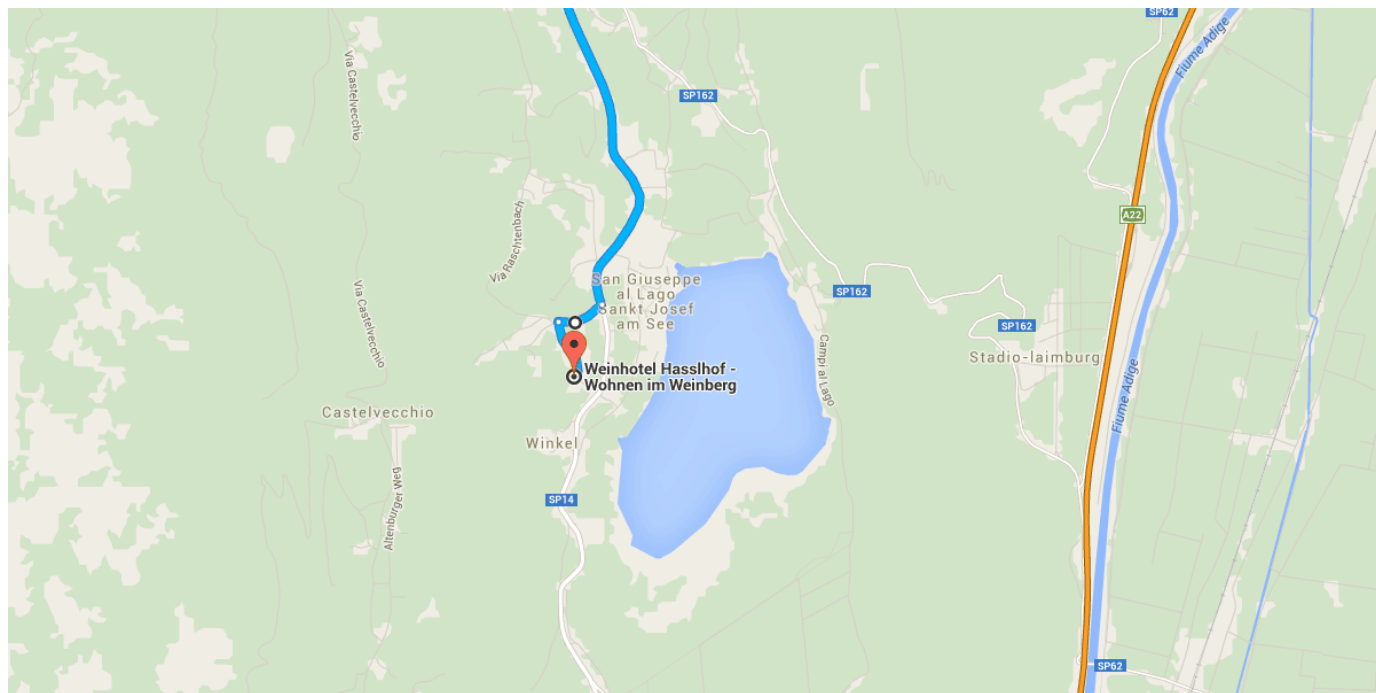 SP62
Fiume Adige
Via Castelvecchio
SP162
Via Raschtenbach
A22
San Giuseppe
al Lago
Sankt Josef
am See
Via Castelvecchio
SP162
SP162
Campi al Lago
Stadio-laimburg
Weinhotel Hasslhof -
Wohnen im Weinberg
Fiume Adige
Castelvecchio
Winkel
Altenburger Weg
SP14
SP62